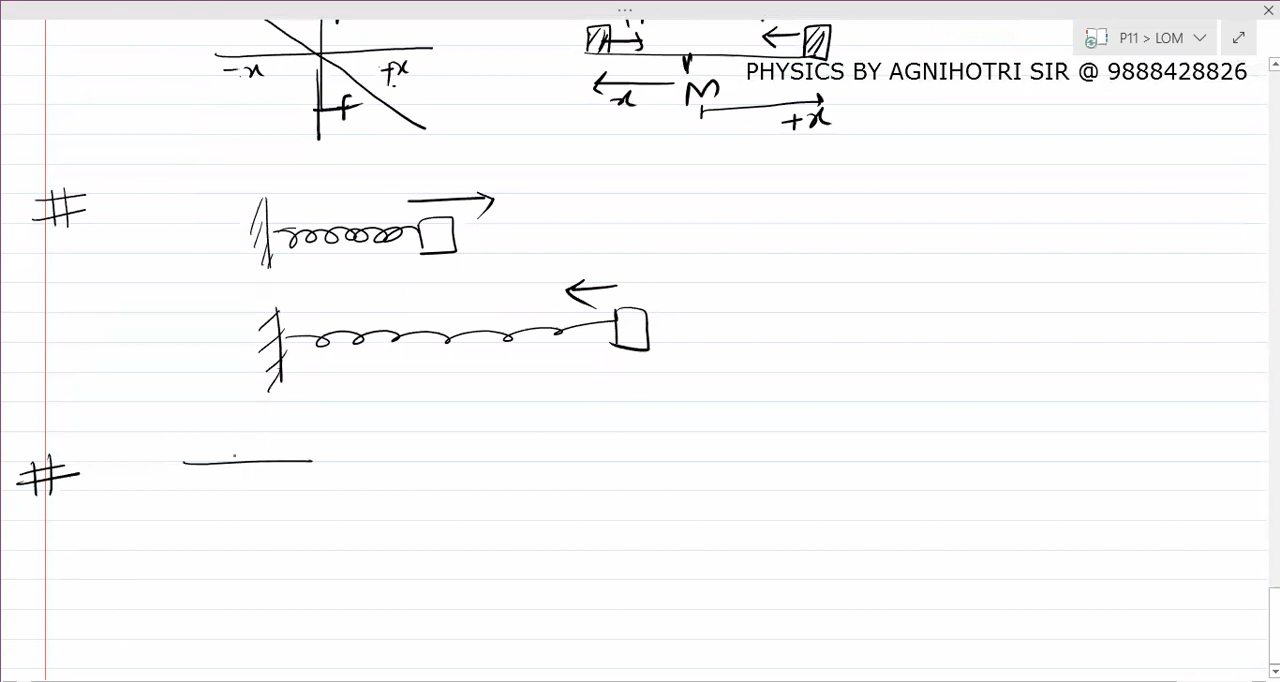 P11 > LOM
PHYSICS BY AGNIHOTRI SIR @ 9888428826
-x +x
f
x M
+x
#
#